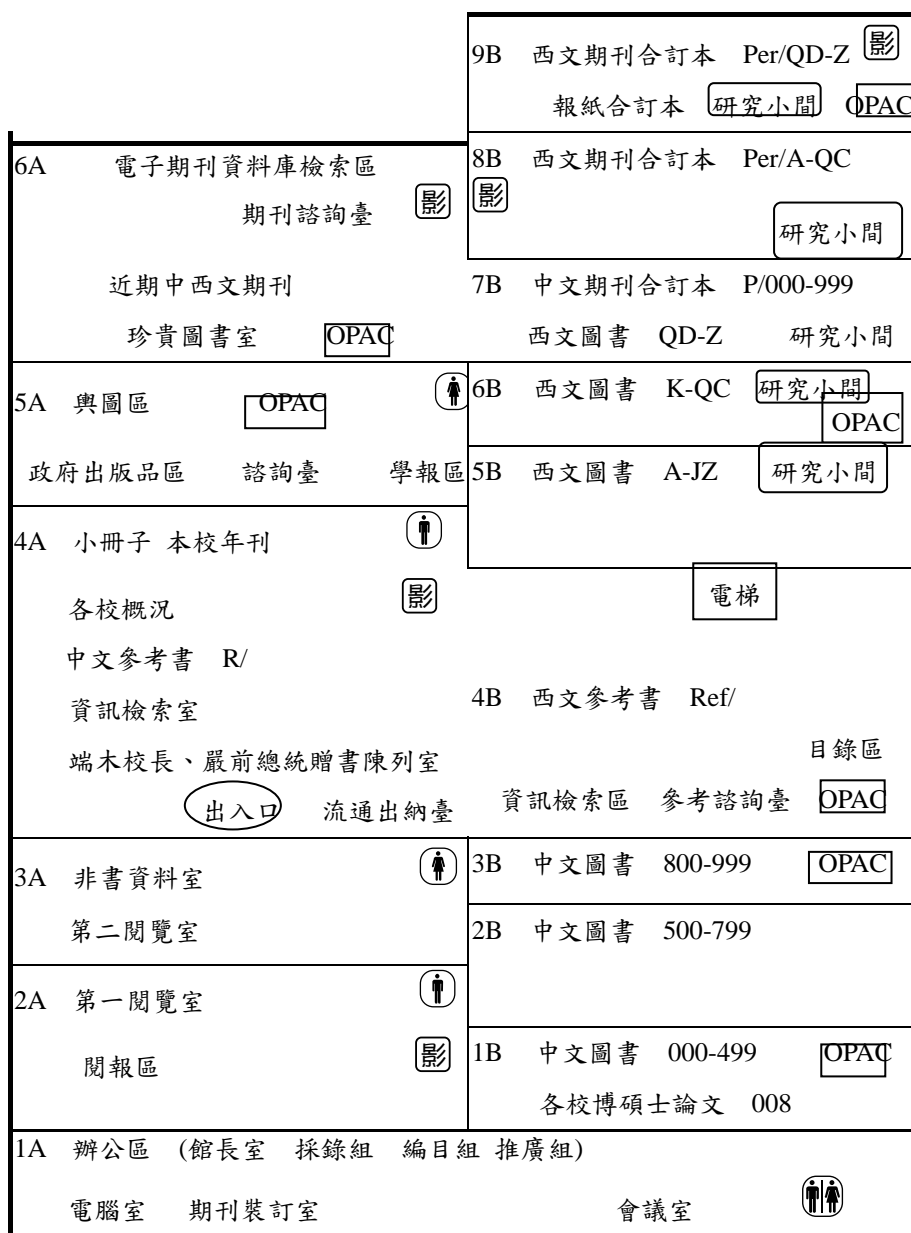 9B 西文期刊合訂本 Per/QD-Z 影
報紙合訂本 研究小間 OPAC
8B 西文期刊合訂本 Per/A-QC
影
研究小間
7B 中文期刊合訂本 P/000-999
西文圖書 QD-Z 研究小間
6B 西文圖書 K-QC 研究小間
OPAC
5B 西文圖書 A-JZ 研究小間
電梯
4B 西文參考書 Ref/
目錄區
資訊檢索區 參考諮詢臺 OPAC
3B 中文圖書 800-999 OPAC
2B 中文圖書 500-799
1B 中文圖書 000-499 OPAC
各校博碩士論文 008
6A 電子期刊資料庫檢索區
期刊諮詢臺 影
近期中西文期刊
珍貴圖書室 OPAC
5A 輿圖區 OPAC
政府出版品區 諮詢臺 學報區
4A 小冊子 本校年刊
各校概況 影
中文參考書 R/
資訊檢索室
端木校長、嚴前總統贈書陳列室
出入口 流通出納臺
3A 非書資料室
第二閱覽室
2A 第一閱覽室
閱報區 影
1A 辦公區 (館長室 採錄組 編目組 推廣組)
電腦室 期刊裝訂室 會議室